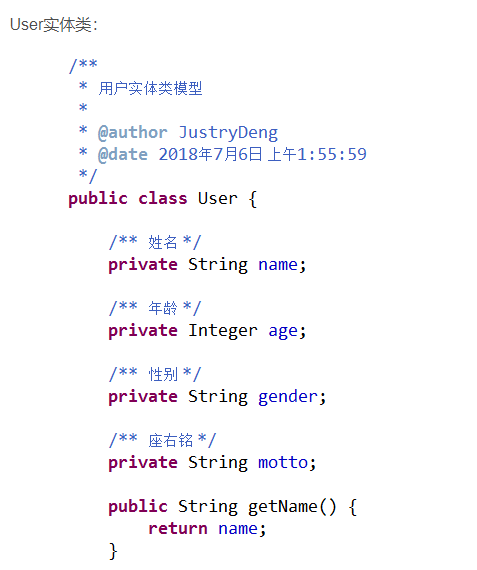 User实体类：
/**
 * 用户实体类模型
 *
 * @author JustryDeng
 * @date 2018年7月6日 上午1:55:59
 */
public class User {
/** 姓名 */
private String name;
/** 年龄 */
private Integer age;
/** 性别 */
private String gender;
/** 座右铭 */
private String motto;
public String getName() {
return name;
}